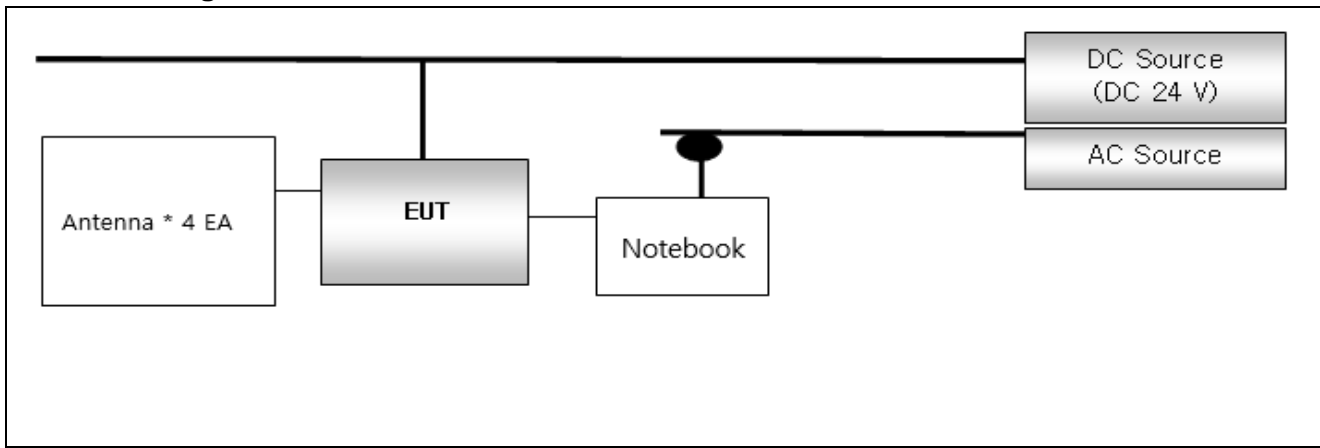 DC Source
(DC 24 V)
AC Source
Antenna * 4 EA
EUT
Notebook